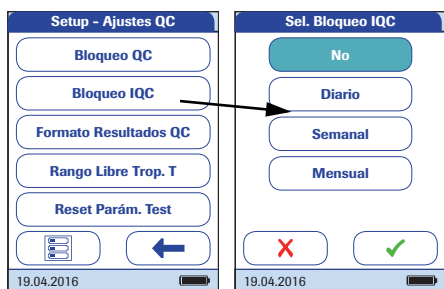 Setup - Ajustes QC
Bloqueo QC
Bloqueo IQC
Formato Resultados QC
Rango Libre Trop. T
Reset Parám. Test
19.04.2016
Sel. Bloqueo IQC
No
Diario
Semanal
Mensual
19.04.2016